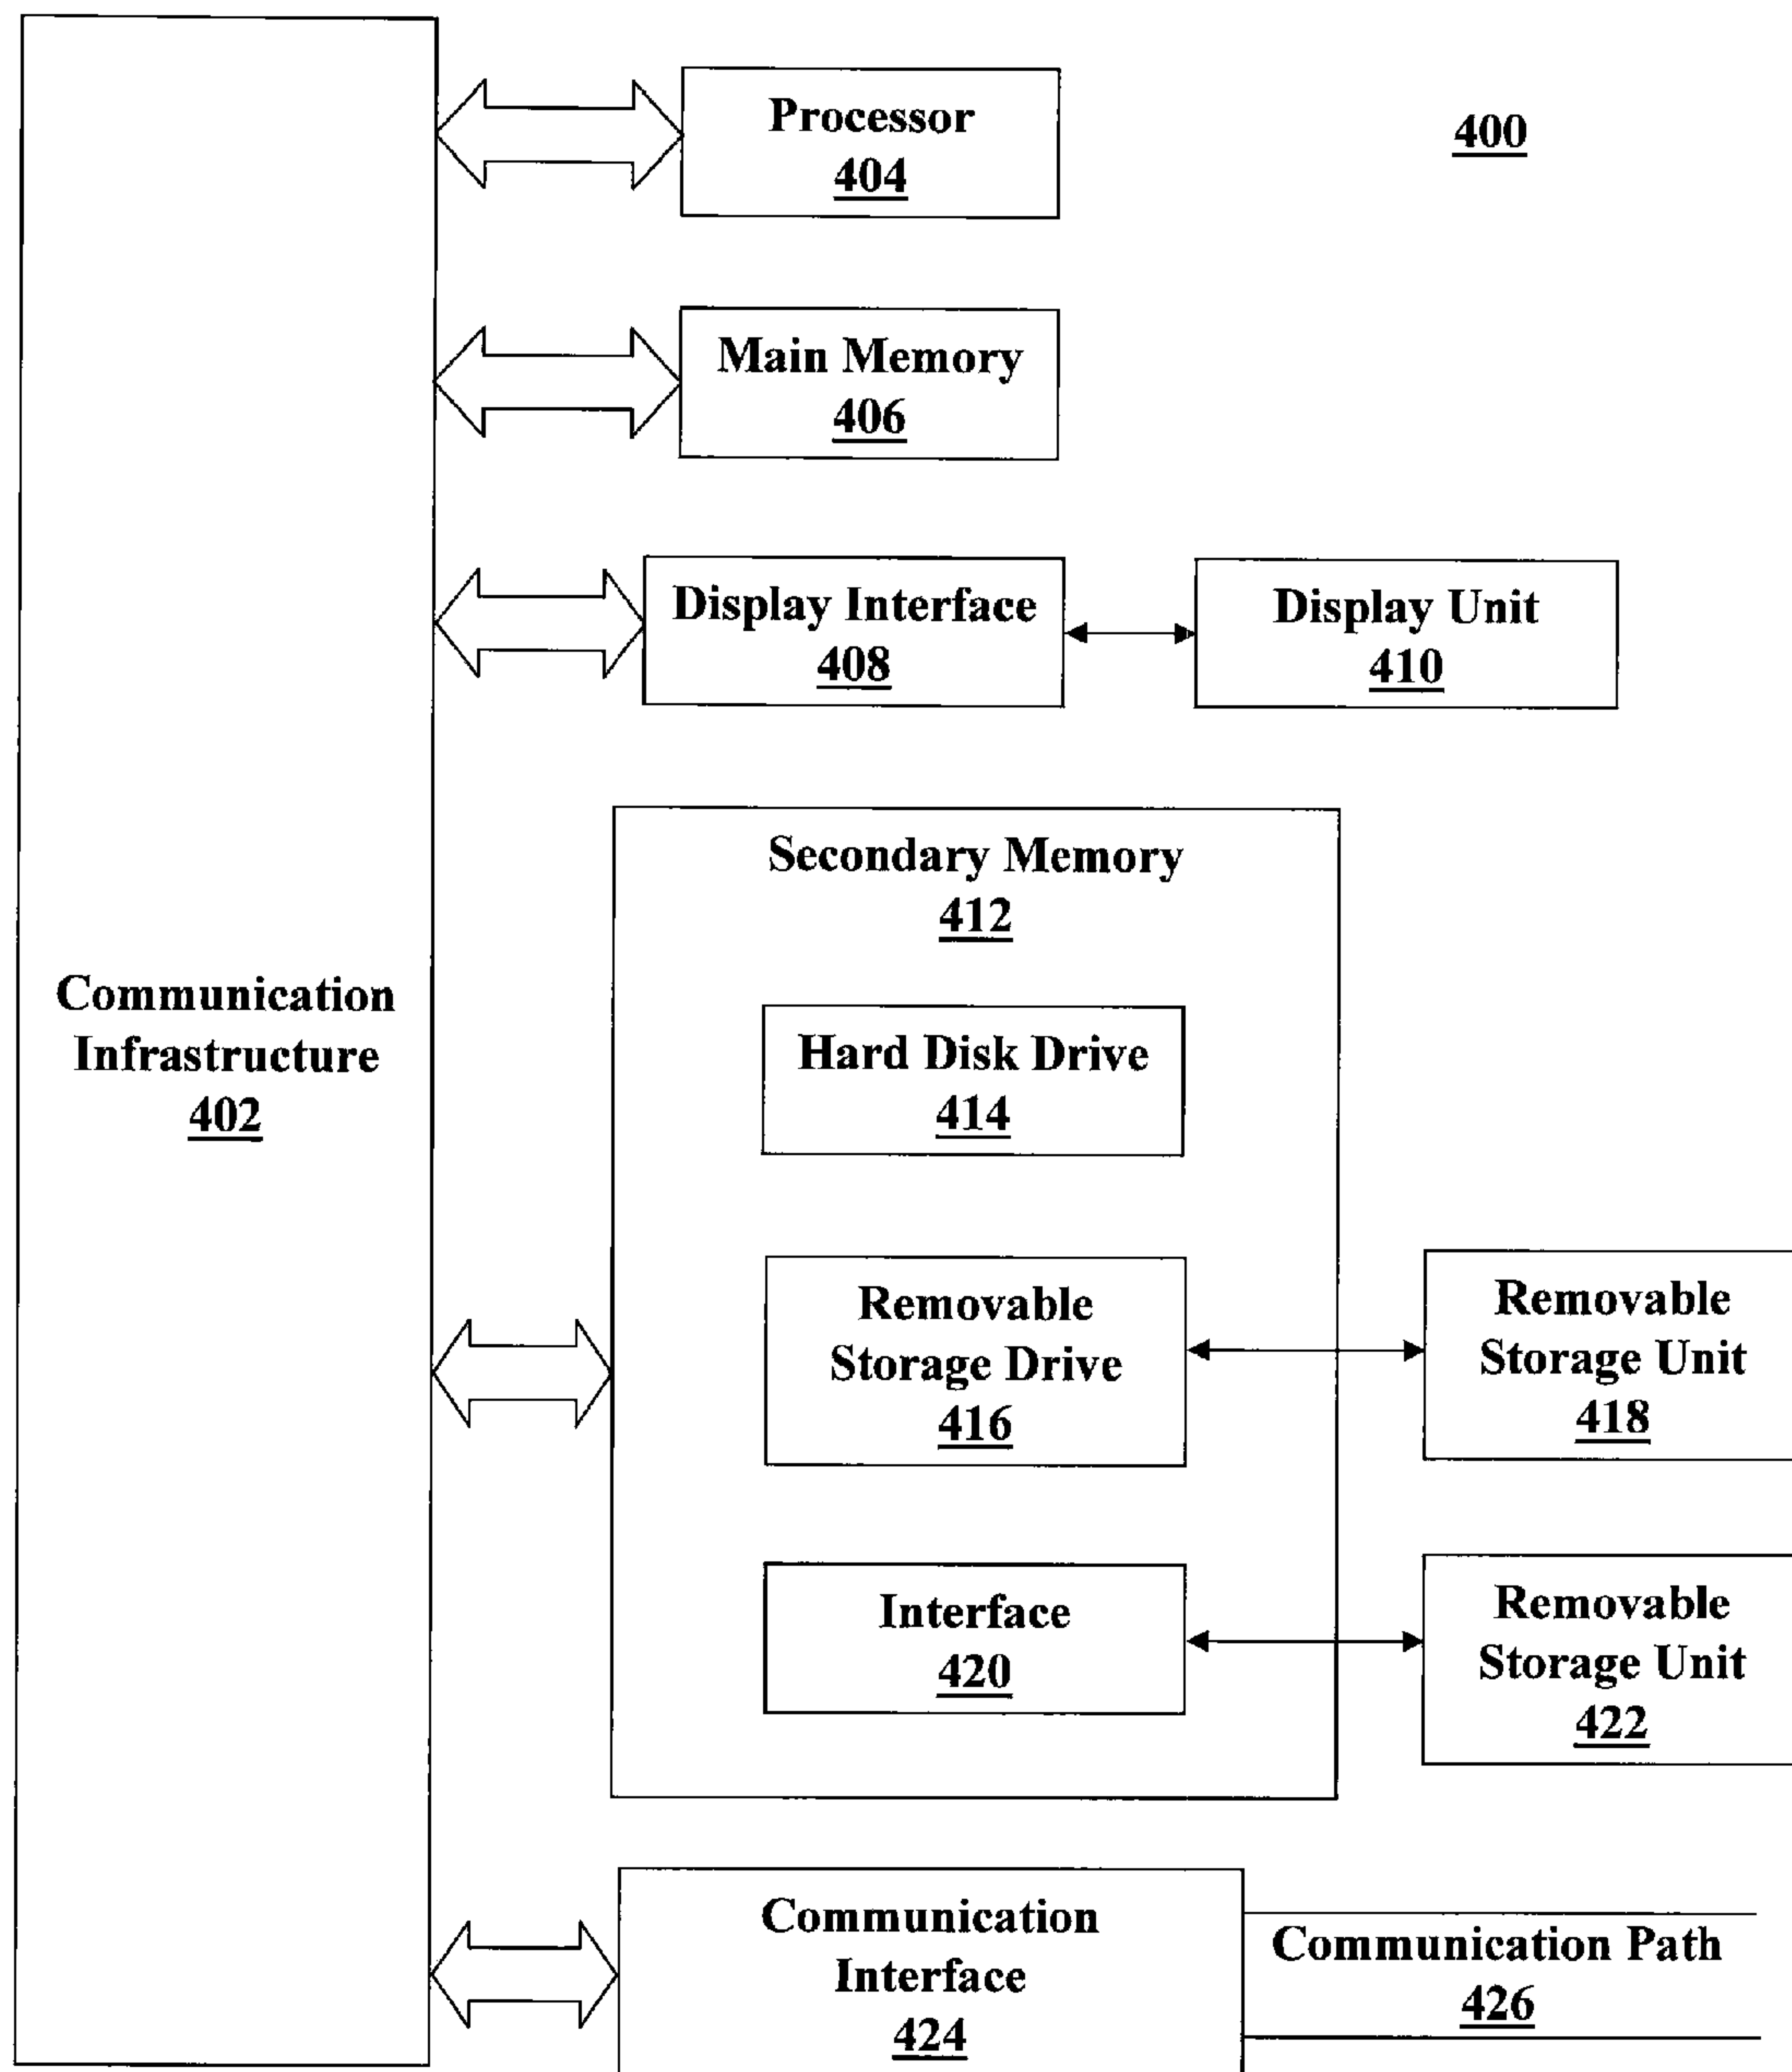 Processor
404
400
Main Memory
406
Display Interface
408
Display Unit
410
Secondary Memory
412
Communication
Infrastructure
402
Hard Disk Drive
414
Removable
Storage Drive
416
Removable
Storage Unit
418
Interface
420
Removable
Storage Unit
422
Communication
Interface
424
Communication Path
426